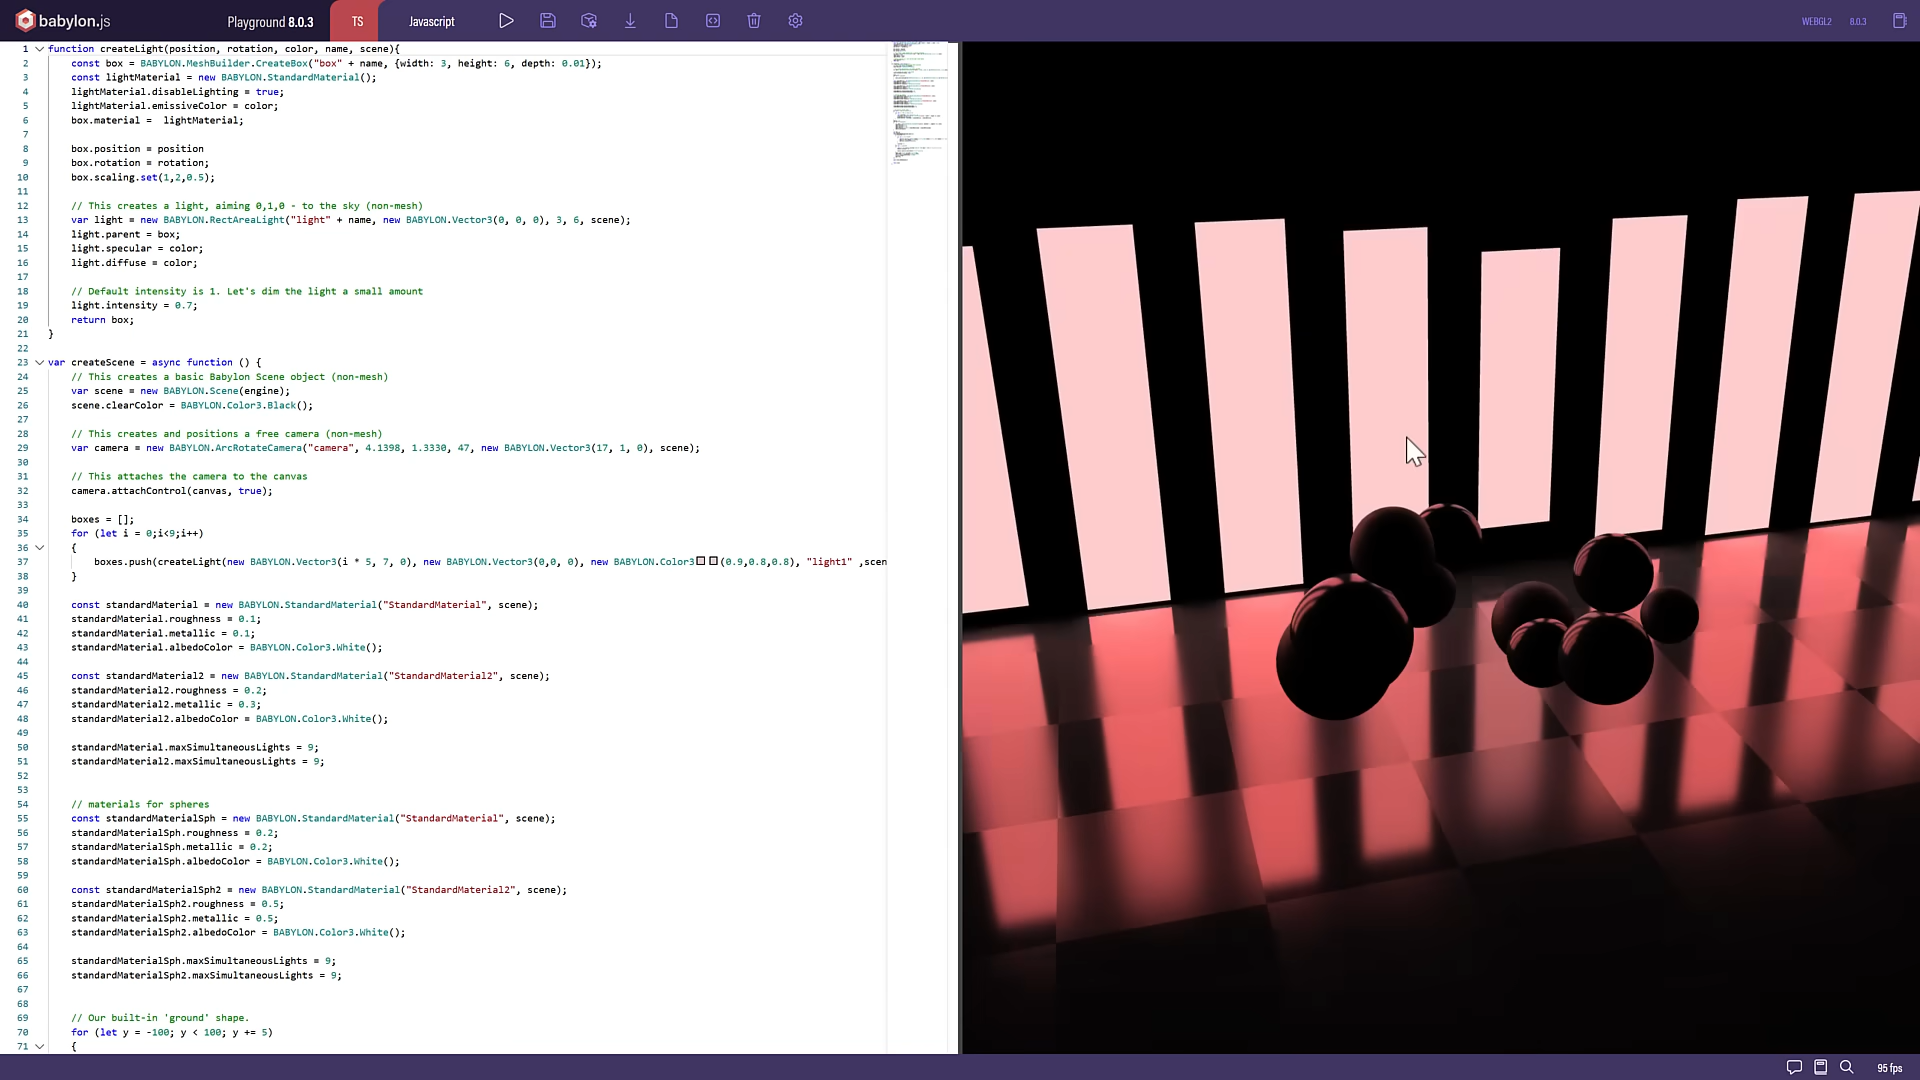 babylon.js
Playground 8.0.3
TS
Javascript
WEBGL2
8.0.3
1 function createLight(position, rotation, color, name, scene){
2 const box = BABYLON.MeshBuilder.CreateBox("box" + name, {width: 3, height: 6, depth: 0.01});
3 const lightMaterial = new BABYLON.StandardMaterial();
4 lightMaterial.disableLighting = true;
5 lightMaterial.emissiveColor = color;
6 box.material =  lightMaterial;
7
8 box.position = position
9 box.rotation = rotation;
10 box.scaling.set(1,2,0.5);
11
12 // This creates a light, aiming 0,1,0 - to the sky (non-mesh)
13 var light = new BABYLON.RectAreaLight("light" + name, new BABYLON.Vector3(0, 0, 0), 3, 6, scene);
14 light.parent = box;
15 light.specular = color;
16 light.diffuse = color;
17
18 // Default intensity is 1. Let's dim the light a small amount
19 light.intensity = 0.7;
20 return box;
21 }
22
23 var createScene = async function () {
24 // This creates a basic Babylon Scene object (non-mesh)
25 var scene = new BABYLON.Scene(engine);
26 scene.clearColor = BABYLON.Color3.Black();
27
28 // This creates and positions a free camera (non-mesh)
29 var camera = new BABYLON.ArcRotateCamera("camera", 4.1398, 1.3330, 47, new BABYLON.Vector3(17, 1, 0), scene);
30
31 // This attaches the camera to the canvas
32 camera.attachControl(canvas, true);
33
34 boxes = [];
35 for (let i = 0;i<9;i++)
36 {
37 boxes.push(createLight(new BABYLON.Vector3(i * 5, 7, 0), new BABYLON.Vector3(0,0, 0), new BABYLON.Color3(0.9,0.8,0.8), "light1" ,scen
38 }
39
40 const standardMaterial = new BABYLON.StandardMaterial("StandardMaterial", scene);
41 standardMaterial.roughness = 0.1;
42 standardMaterial.metallic = 0.1;
43 standardMaterial.albedoColor = BABYLON.Color3.White();
44
45 const standardMaterial2 = new BABYLON.StandardMaterial("StandardMaterial2", scene);
46 standardMaterial2.roughness = 0.2;
47 standardMaterial2.metallic = 0.3;
48 standardMaterial2.albedoColor = BABYLON.Color3.White();
49
50 standardMaterial.maxSimultaneousLights = 9;
51 standardMaterial2.maxSimultaneousLights = 9;
52
53
54 // materials for spheres
55 const standardMaterialSph = new BABYLON.StandardMaterial("StandardMaterial", scene);
56 standardMaterialSph.roughness = 0.2;
57 standardMaterialSph.metallic = 0.2;
58 standardMaterialSph.albedoColor = BABYLON.Color3.White();
59
60 const standardMaterialSph2 = new BABYLON.StandardMaterial("StandardMaterial2", scene);
61 standardMaterialSph2.roughness = 0.5;
62 standardMaterialSph2.metallic = 0.5;
63 standardMaterialSph2.albedoColor = BABYLON.Color3.White();
64
65 standardMaterialSph.maxSimultaneousLights = 9;
66 standardMaterialSph2.maxSimultaneousLights = 9;
67
68
69 // Our built-in 'ground' shape.
70 for (let y = -100; y < 100; y += 5)
71 {
95 fps